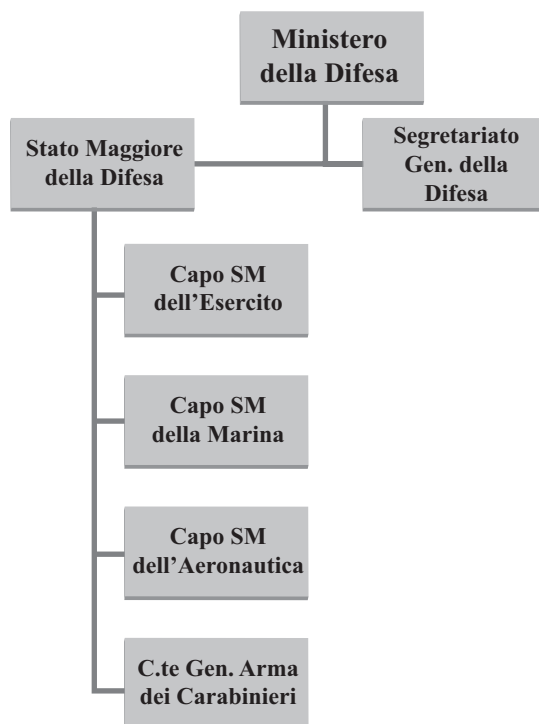 Ministero
della Difesa
Stato Maggiore
della Difesa
Segretariato
Gen. della
Difesa
Capo SM
dell’Esercito
Capo SM
della Marina
Capo SM
dell’Aeronautica
C.te Gen. Arma
dei Carabinieri